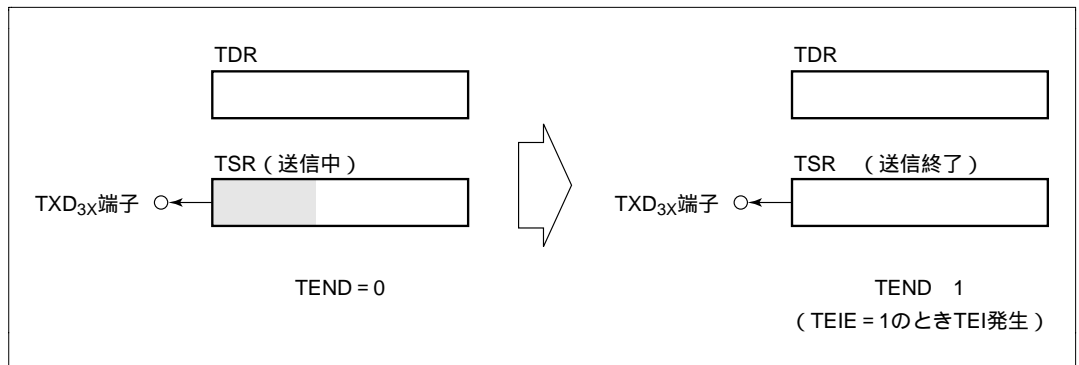 TDR
TSR(送信中)
TXD3X端子
TEND = 0
TDR
TSR (送信終了)
TXD3X端子
TEND 1
(TEIE = 1のときTEI発生)